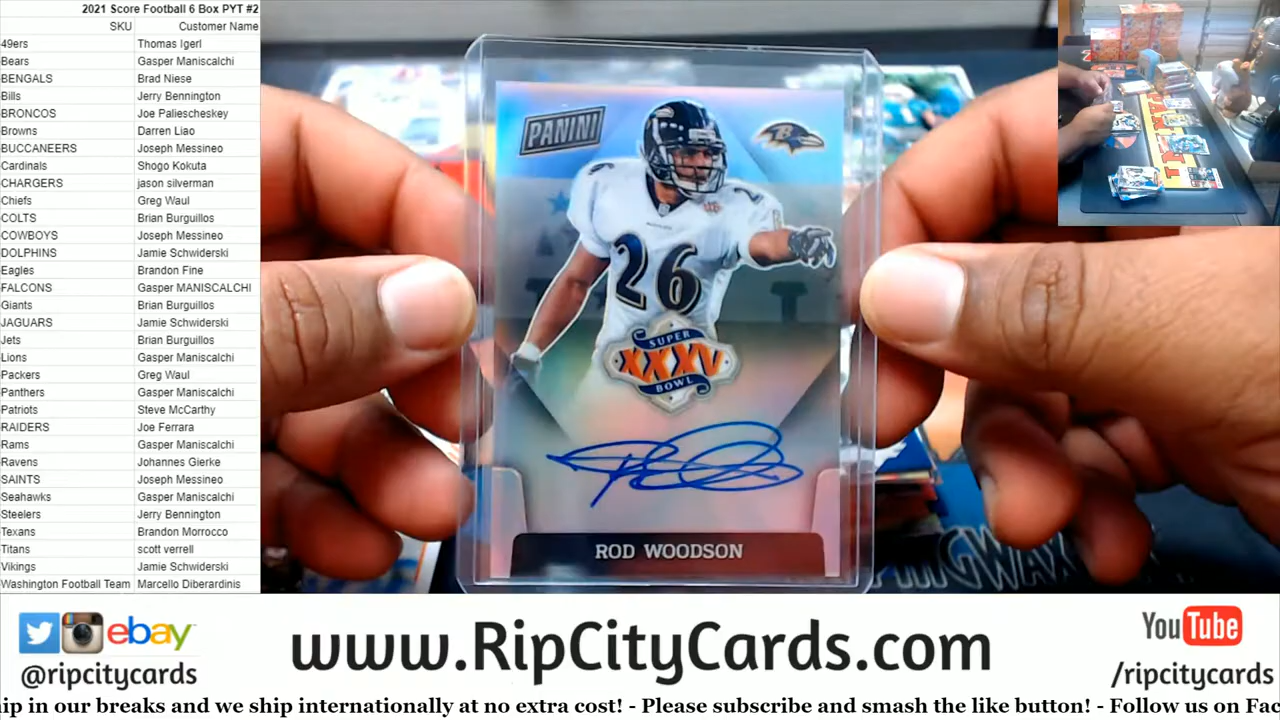 2021 Score Football 6 Box PYT #2
SKU Customer Name
49ers Thomas Igerl
Bears Gasper Maniscalchi
BENGALS Brad Niese
Bills Jerry Bennington
BRONCOS Joe Paliescheskey
Browns Darren Liao
BUCCANEERS Joseph Messineo
Cardinals Shogo Kokuta
CHARGERS jason silverman
Chiefs Greg Waul
COLTS Brian Burguillos
COWBOYS Joseph Messineo
DOLPHINS Jamie Schwiderski
Eagles Brandon Fine
FALCONS Gasper MANISCALCHI
Giants Brian Burguillos
JAGUARS Jamie Schwiderski
Jets Brian Burguillos
Lions Gasper Maniscalchi
Packers Greg Waul
Panthers Gasper Maniscalchi
Patriots Steve McCarthy
RAIDERS Joe Ferrara
Rams Gasper Maniscalchi
Ravens Johannes Gierke
SAINTS Joseph Messineo
Seahawks Gasper Maniscalchi
Steelers Jerry Bennington
Texans Brandon Morrocco
Titans scott verrell
Vikings Jamie Schwiderski
Washington Football Team Marcello Diberardinis
PANINI
B
26
SUPER
XXXV
BOWL
ROD WOODSON
ebay
@ripcitycards
www.RipCityCards.com
YouTube
/ripcitycards
in our breaks and we ship internationally at no extra cost! - Please subscribe and smash the like button! - Follow us on